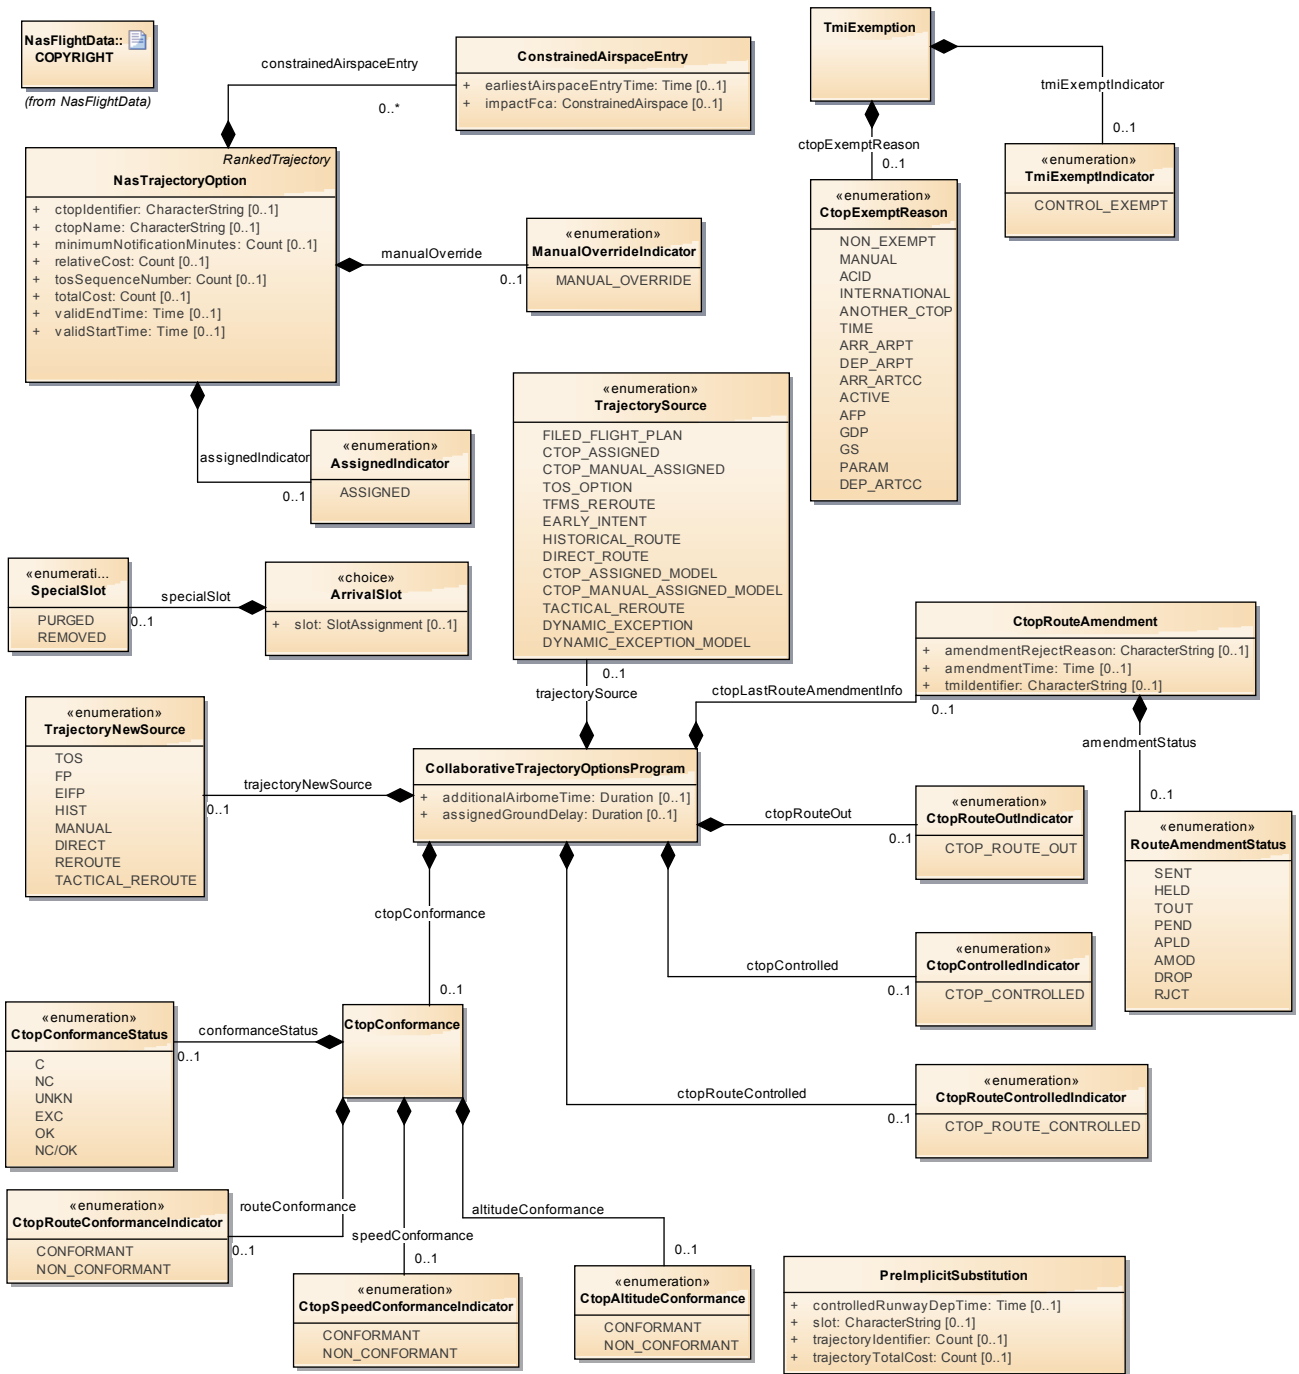 NasFlightData::
COPYRIGHT
(from NasFlightData)
constrainedAirspaceEntry
0..*
ConstrainedAirspaceEntry
+ earliestAirspaceEntryTime: Time [0..1]
+ impactFca: ConstrainedAirspace [0..1]
TmiExemption
tmiExemptIndicator
0..1
ctopExemptReason
0..1
«enumeration»
TmiExemptIndicator
CONTROL_EXEMPT
«enumeration»
CtopExemptReason
NON_EXEMPT
MANUAL
ACID
INTERNATIONAL
ANOTHER_CTOP
TIME
ARR_ARPT
DEP_ARPT
ARR_ARTCC
ACTIVE
AFP
GDP
GS
PARAM
DEP_ARTCC
RankedTrajectory
NasTrajectoryOption
+ ctopIdentifier: CharacterString [0..1]
+ ctopName: CharacterString [0..1]
+ minimumNotificationMinutes: Count [0..1]
+ relativeCost: Count [0..1]
+ tosSequenceNumber: Count [0..1]
+ totalCost: Count [0..1]
+ validEndTime: Time [0..1]
+ validStartTime: Time [0..1]
manualOverride
0..1
«enumeration»
ManualOverrideIndicator
MANUAL_OVERRIDE
assignedIndicator
0..1
«enumeration»
AssignedIndicator
ASSIGNED
«enumeration»
TrajectorySource
FILED_FLIGHT_PLAN
CTOP_ASSIGNED
CTOP_MANUAL_ASSIGNED
TOS_OPTION
TFMS_REROUTE
EARLY_INTENT
HISTORICAL_ROUTE
DIRECT_ROUTE
CTOP_ASSIGNED_MODEL
CTOP_MANUAL_ASSIGNED_MODEL
TACTICAL_REROUTE
DYNAMIC_EXCEPTION
DYNAMIC_EXCEPTION_MODEL
0..1
trajectorySource
«enumerati...
SpecialSlot
PURGED
REMOVED
specialSlot
0..1
«choice»
ArrivalSlot
+ slot: SlotAssignment [0..1]
CtopRouteAmendment
+ amendmentRejectReason: CharacterString [0..1]
+ amendmentTime: Time [0..1]
+ tmiIdentifier: CharacterString [0..1]
ctopLastRouteAmendmentInfo
0..1
amendmentStatus
0..1
«enumeration»
TrajectoryNewSource
TOS
FP
EIFP
HIST
MANUAL
DIRECT
REROUTE
TACTICAL_REROUTE
trajectoryNewSource
0..1
CollaborativeTrajectoryOptionsProgram
+ additionalAirborneTime: Duration [0..1]
+ assignedGroundDelay: Duration [0..1]
ctopRouteOut
0..1
«enumeration»
CtopRouteOutIndicator
CTOP_ROUTE_OUT
«enumeration»
RouteAmendmentStatus
SENT
HELD
TOUT
PEND
APLD
AMOD
DROP
RJCT
ctopConformance
0..1
ctopControlled
0..1
«enumeration»
CtopControlledIndicator
CTOP_CONTROLLED
«enumeration»
CtopConformanceStatus
C
NC
UNKN
EXC
OK
NC/OK
conformanceStatus
0..1
CtopConformance
ctopRouteControlled
0..1
«enumeration»
CtopRouteControlledIndicator
CTOP_ROUTE_CONTROLLED
«enumeration»
CtopRouteConformanceIndicator
CONFORMANT
NON_CONFORMANT
routeConformance
0..1
speedConformance
0..1
altitudeConformance
0..1
«enumeration»
CtopSpeedConformanceIndicator
CONFORMANT
NON_CONFORMANT
«enumeration»
CtopAltitudeConformance
CONFORMANT
NON_CONFORMANT
PreImplicitSubstitution
+ controlledRunwayDepTime: Time [0..1]
+ slot: CharacterString [0..1]
+ trajectoryIdentifier: Count [0..1]
+ trajectoryTotalCost: Count [0..1]